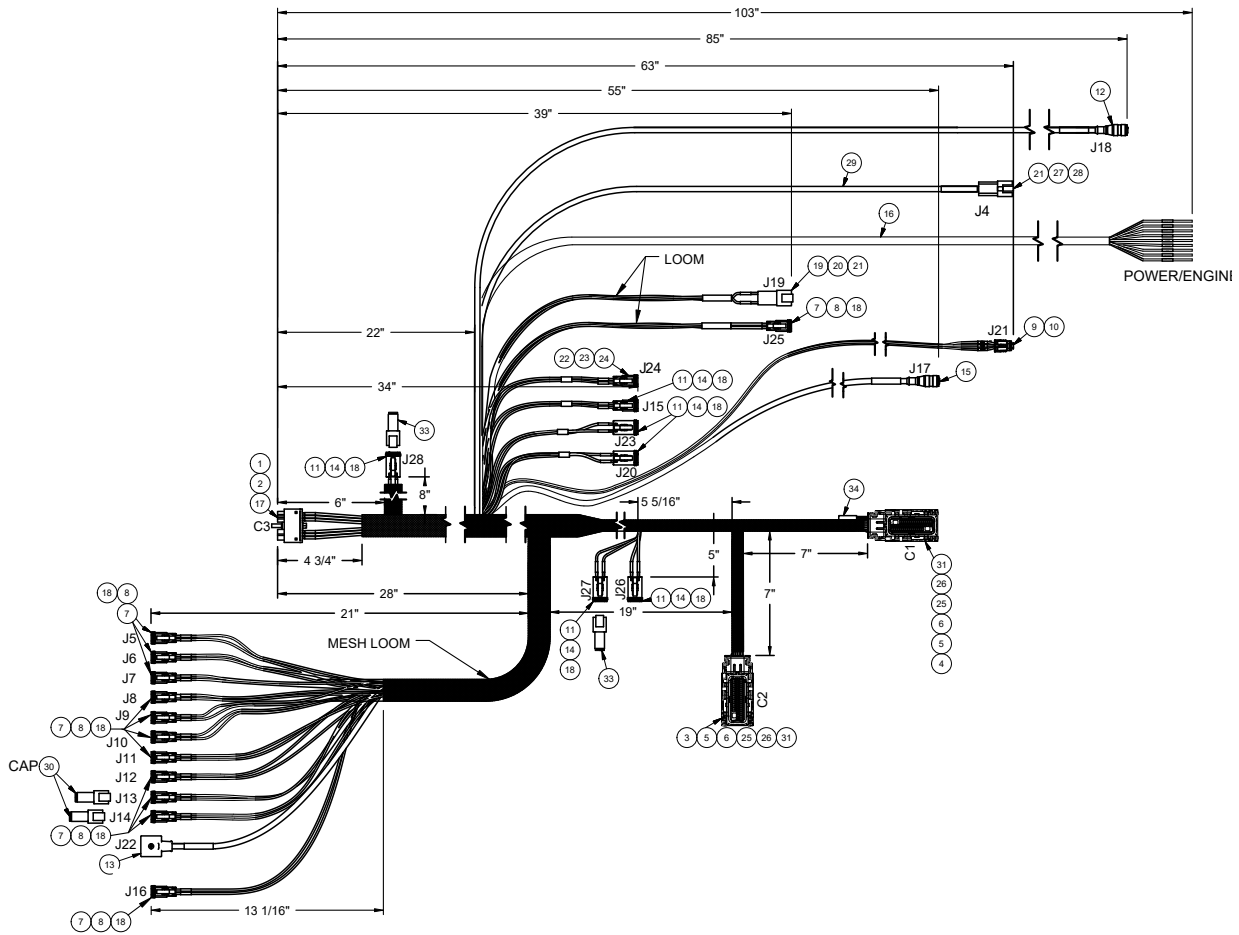 103"
85"
63"
55"
39"
12
J18
29
21 27 28
J4
16
POWER/ENGINE
LOOM
19 20 21
J19
7 8 18
J25
22"
J21
9 10
22 23 24
J24
J17
15
34"
11 14 18
J15
11 14 18
J23
J20
33
J28
11 14 18
1
2
17
C3
6"
8"
5 5/16"
34
4 3/4"
5"
7"
C1
31
26
25
6
5
4
28"
J27
J26
11 14 18
19"
7"
11
14
18
33
21"
18 8
7
MESH LOOM
J5
J6
J7
J8
J9
J10
7 8 18
J11
J12
J13
J14
CAP 30
7 8 18
J22
13
C2
3 5 6 25 26 31
J16
7 8 18
13 1/16"